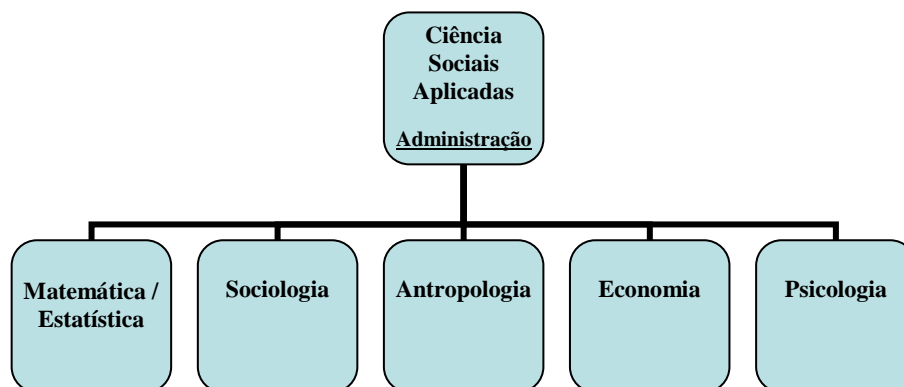 Ciência
Sociais
Aplicadas
Administração
Matemática /
Estatística
Sociologia
Antropologia
Economia
Psicologia